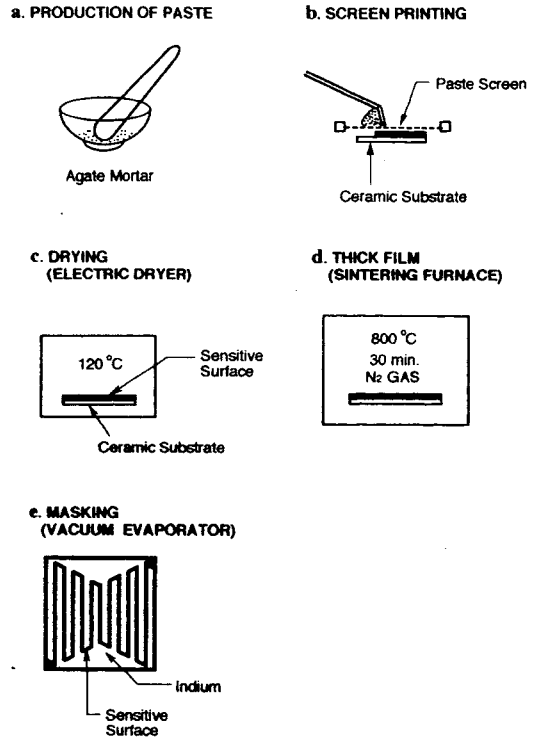 a. PRODUCTION OF PASTE
Agate Mortar
b. SCREEN PRINTING
Paste Screen
Ceramic Substrate
c. DRYING
(ELECTRIC DRYER)
120 °C
Sensitive
Surface
Ceramic Substrate
d. THICK FILM
(SINTERING FURNACE)
800 °C
30 min.
N2 GAS
e. MASKING
(VACUUM EVAPORATOR)
Indium
Sensitive
Surface